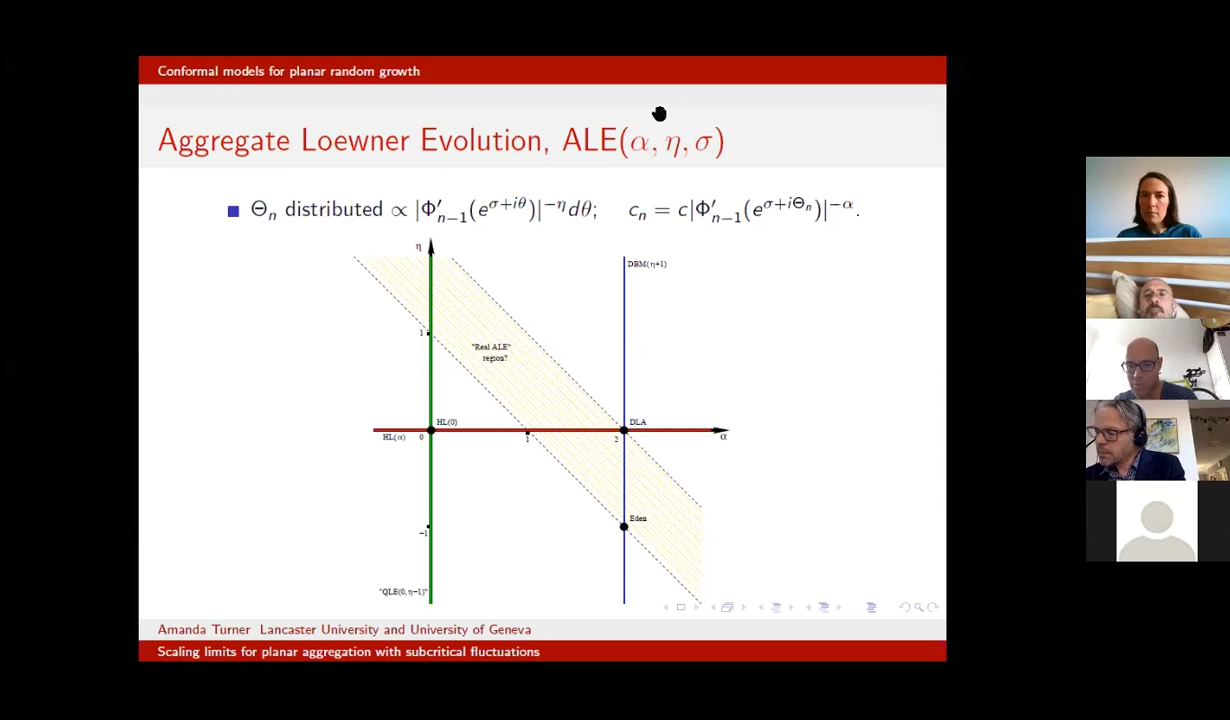 Conformal models for planar random growth
Aggregate Loewner Evolution, ALE(α, η, σ)
Θ_n distributed ∝ |Φ′_{n−1}(e^{σ+iθ})|^{−η}dθ; c_n = c|Φ′_{n−1}(e^{σ+iΘ_n})|^{−α}.
η
DBM(η+1)
1
"Real ALE"
region?
HL(0)
DLA
HL(α)
0
1
2
α
Eden
−1
"QLE(0, η−1)"
Amanda Turner Lancaster University and University of Geneva
Scaling limits for planar aggregation with subcritical fluctuations